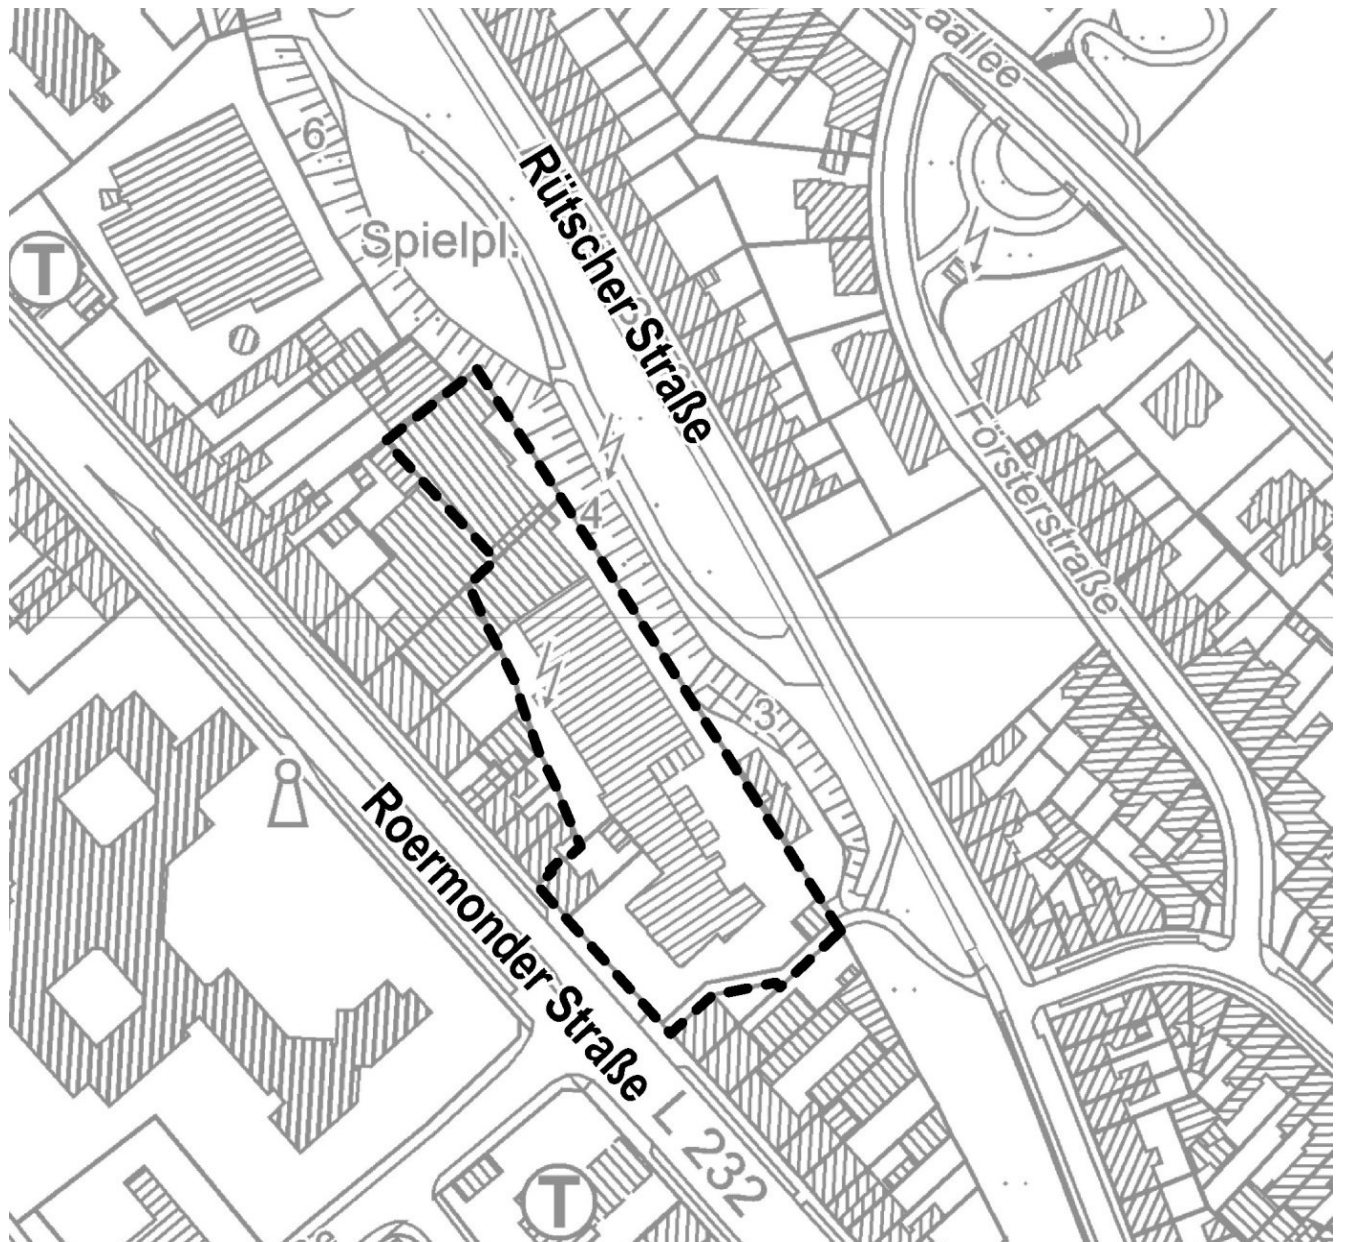 Rütscher Straße
6
Spielpl.
T
Försterstraße
4
3
Roermonder Straße
L 232
T